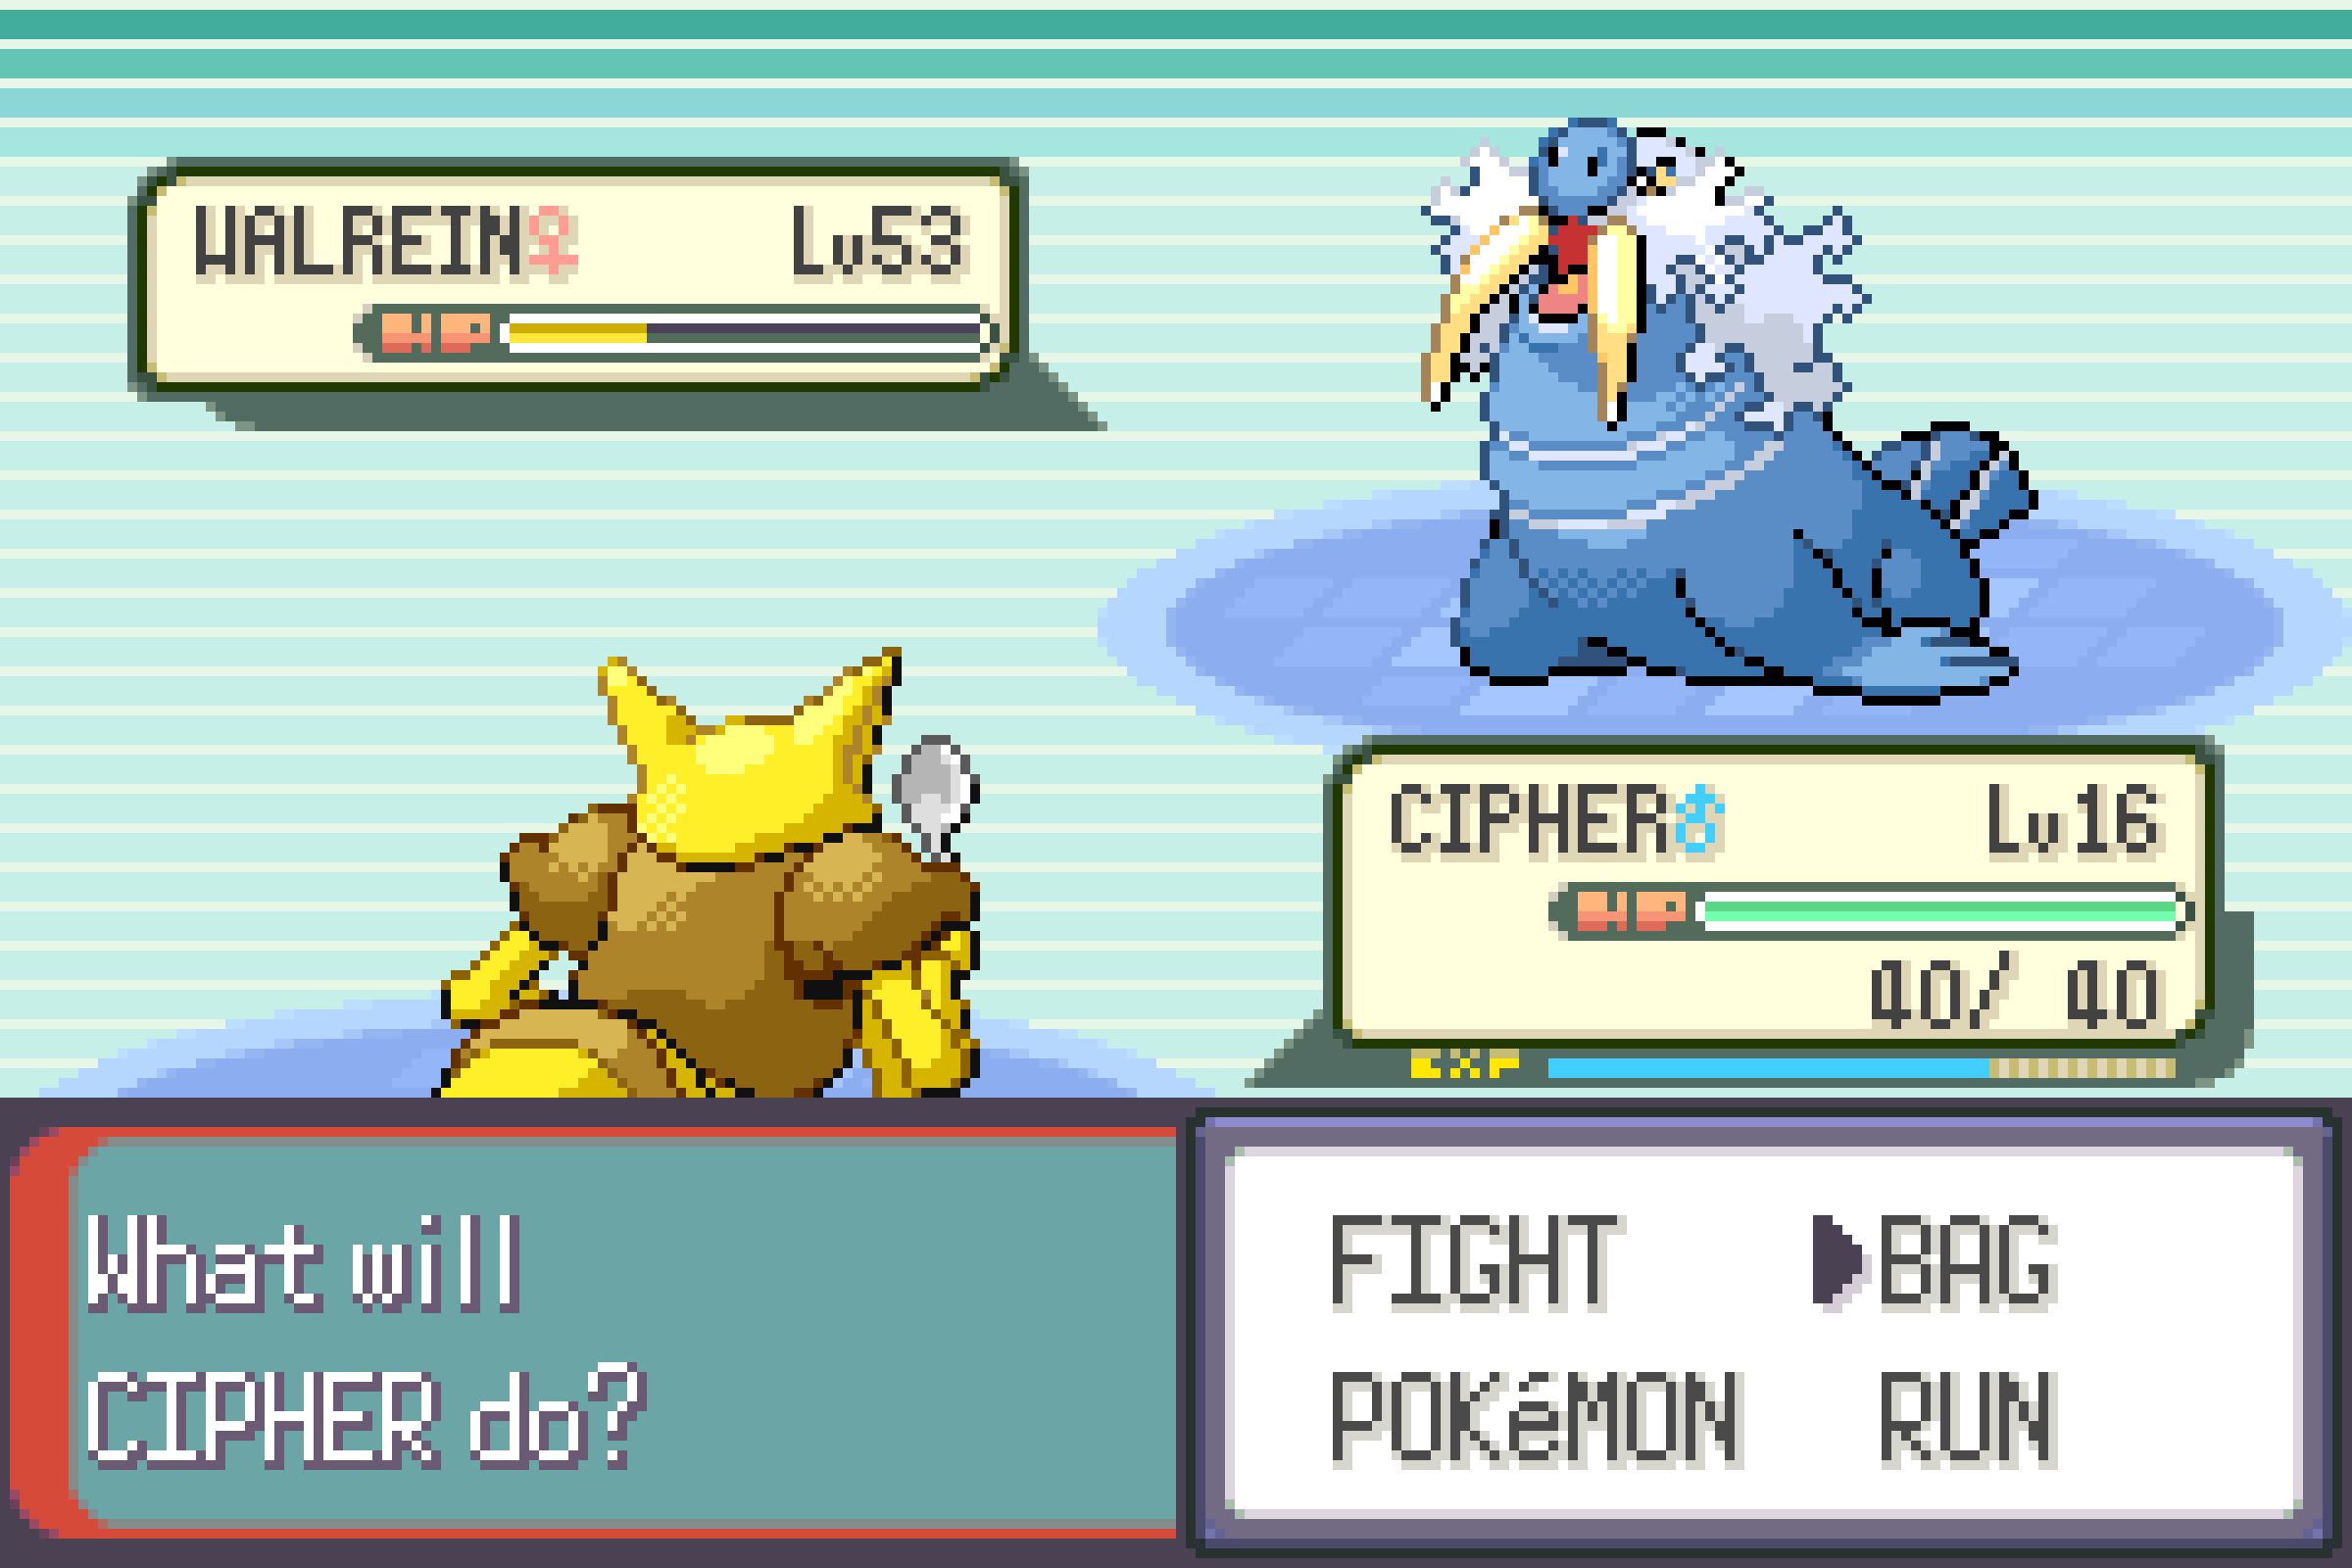 WALREIN♀ Lv53
HP
CIPHER♂ Lv16
HP
40/ 40
EXP
What will
CIPHER do?
FIGHT ▶BAG
POKéMON RUN